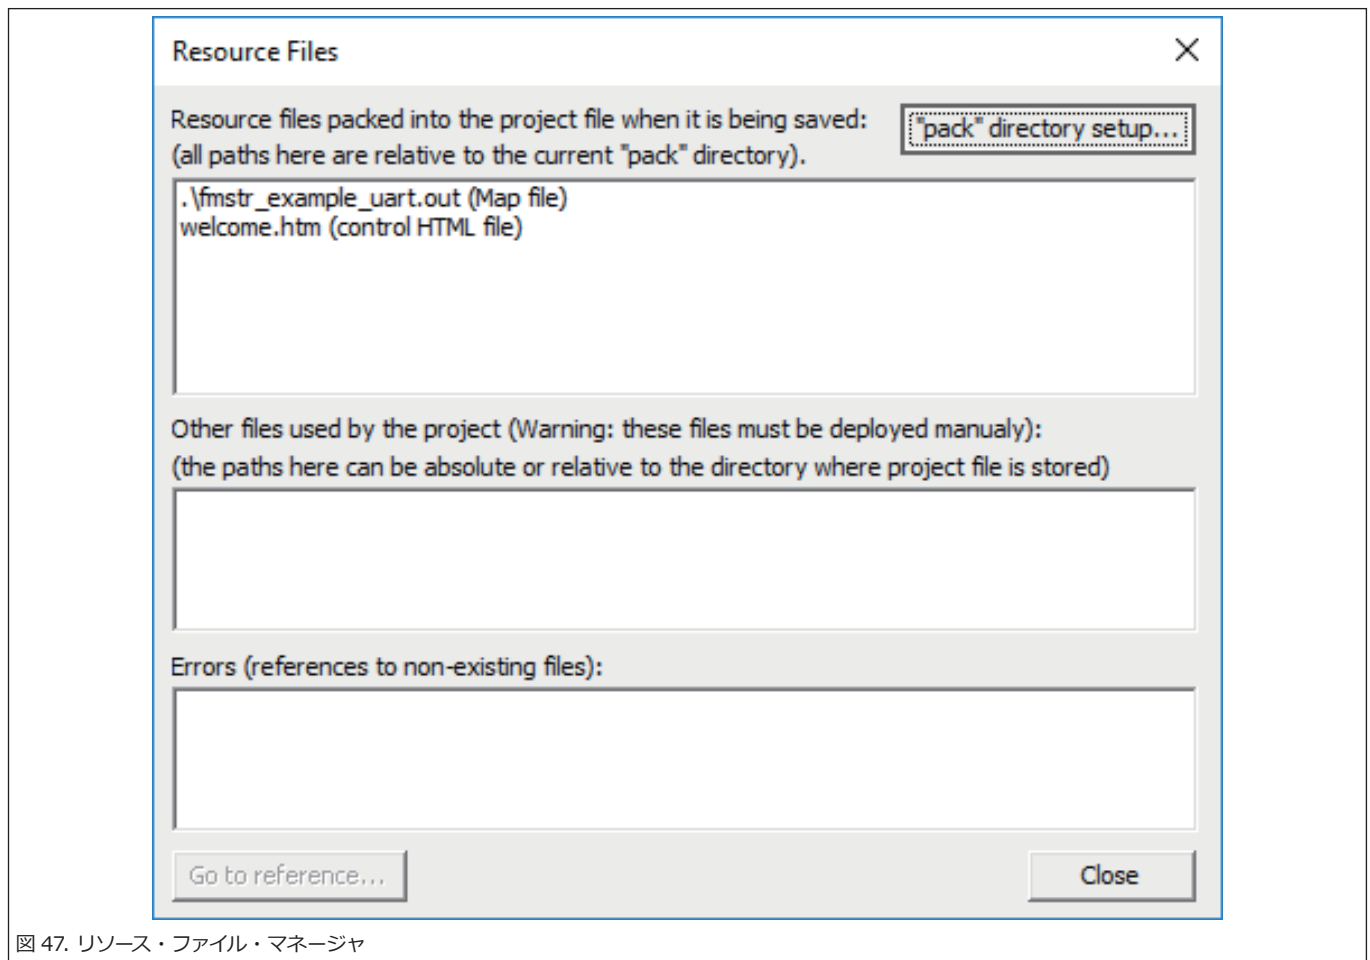 Resource Files
Resource files packed into the project file when it is being saved:
"pack" directory setup...
(all paths here are relative to the current "pack" directory).
.\fmstr_example_uart.out (Map file)
welcome.htm (control HTML file)
Other files used by the project (Warning: these files must be deployed manualy):
(the paths here can be absolute or relative to the directory where project file is stored)
Errors (references to non-existing files):
Go to reference...
Close
図 47. リソース・ファイル・マネージャ